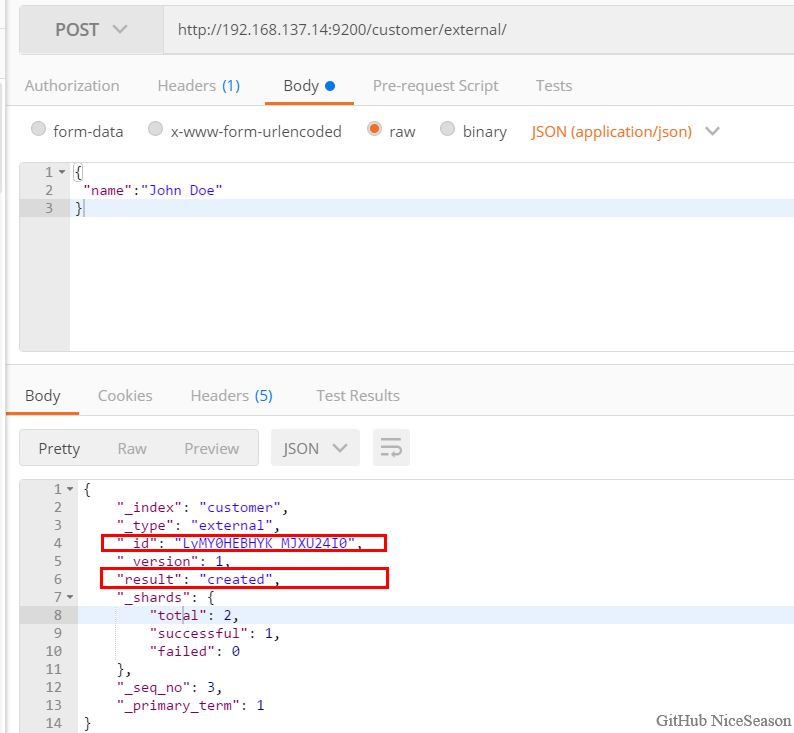 POST http://192.168.137.14:9200/customer/external/
Authorization Headers (1) Body Pre-request Script Tests
form-data x-www-form-urlencoded raw binary JSON (application/json)
1 {
2 "name":"John Doe"
3 }
Body Cookies Headers (5) Test Results
Pretty Raw Preview JSON
1 {
2 "_index": "customer",
3 "_type": "external",
4 "_id": "LyMY0HEBHYK_MJXU24I0",
5 "_version": 1,
6 "result": "created",
7 "_shards": {
8 "total": 2,
9 "successful": 1,
10 "failed": 0
11 },
12 "_seq_no": 3,
13 "_primary_term": 1
14 }
GitHub NiceSeason